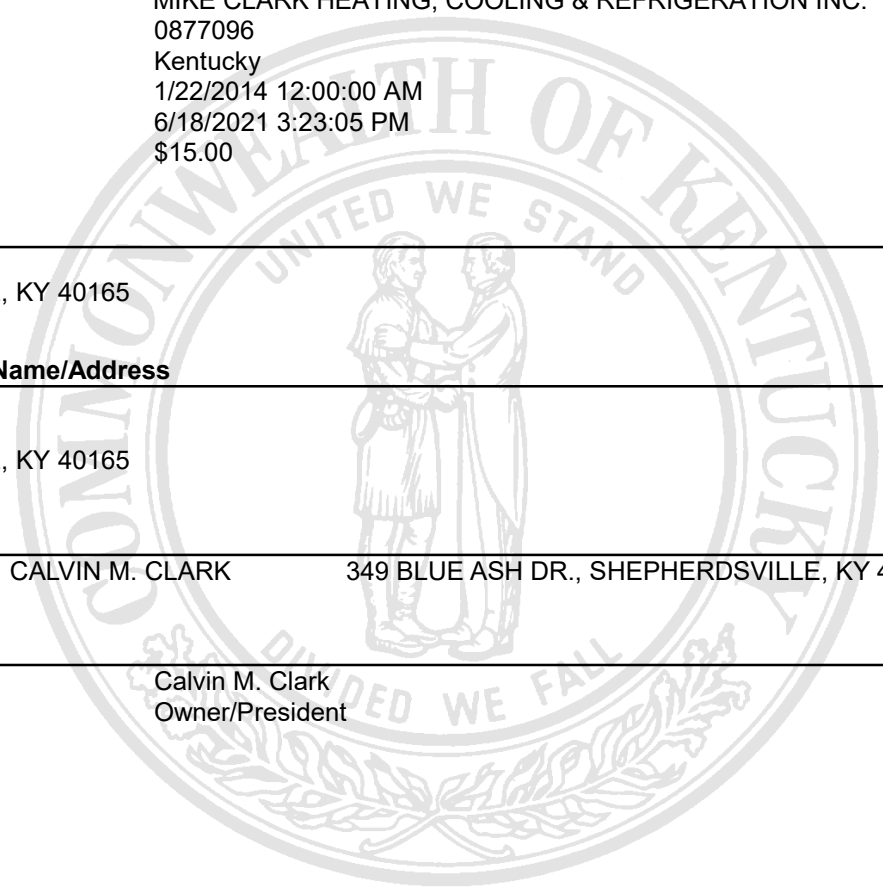 MIKE CLARK HEATING, COOLING & REFRIGERATION INC.
0877096
Kentucky
1/22/2014 12:00:00 AM
6/18/2021 3:23:05 PM
$15.00
, KY 40165
Name/Address
, KY 40165
CALVIN M. CLARK 349 BLUE ASH DR., SHEPHERDSVILLE, KY 4
Calvin M. Clark
Owner/President
COMMONWEALTH OF KENTUCKY
UNITED WE STAND
DIVIDED WE FALL